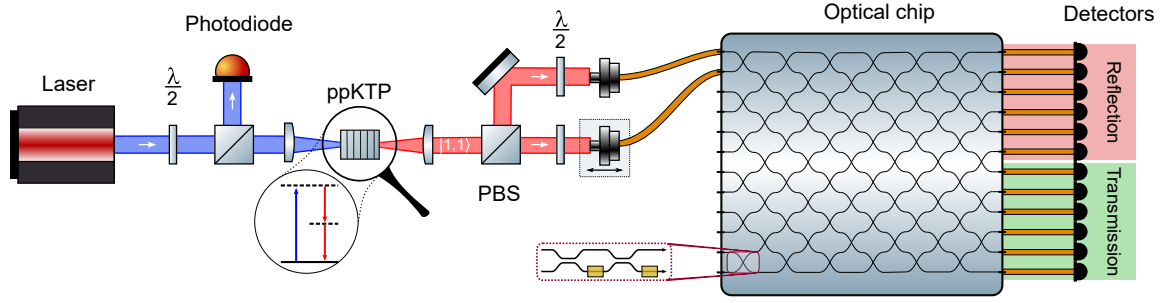 Laser
λ/2
Photodiode
ppKTP
|1,1⟩
PBS
λ/2
Optical chip
Detectors
Reflection
Transmission